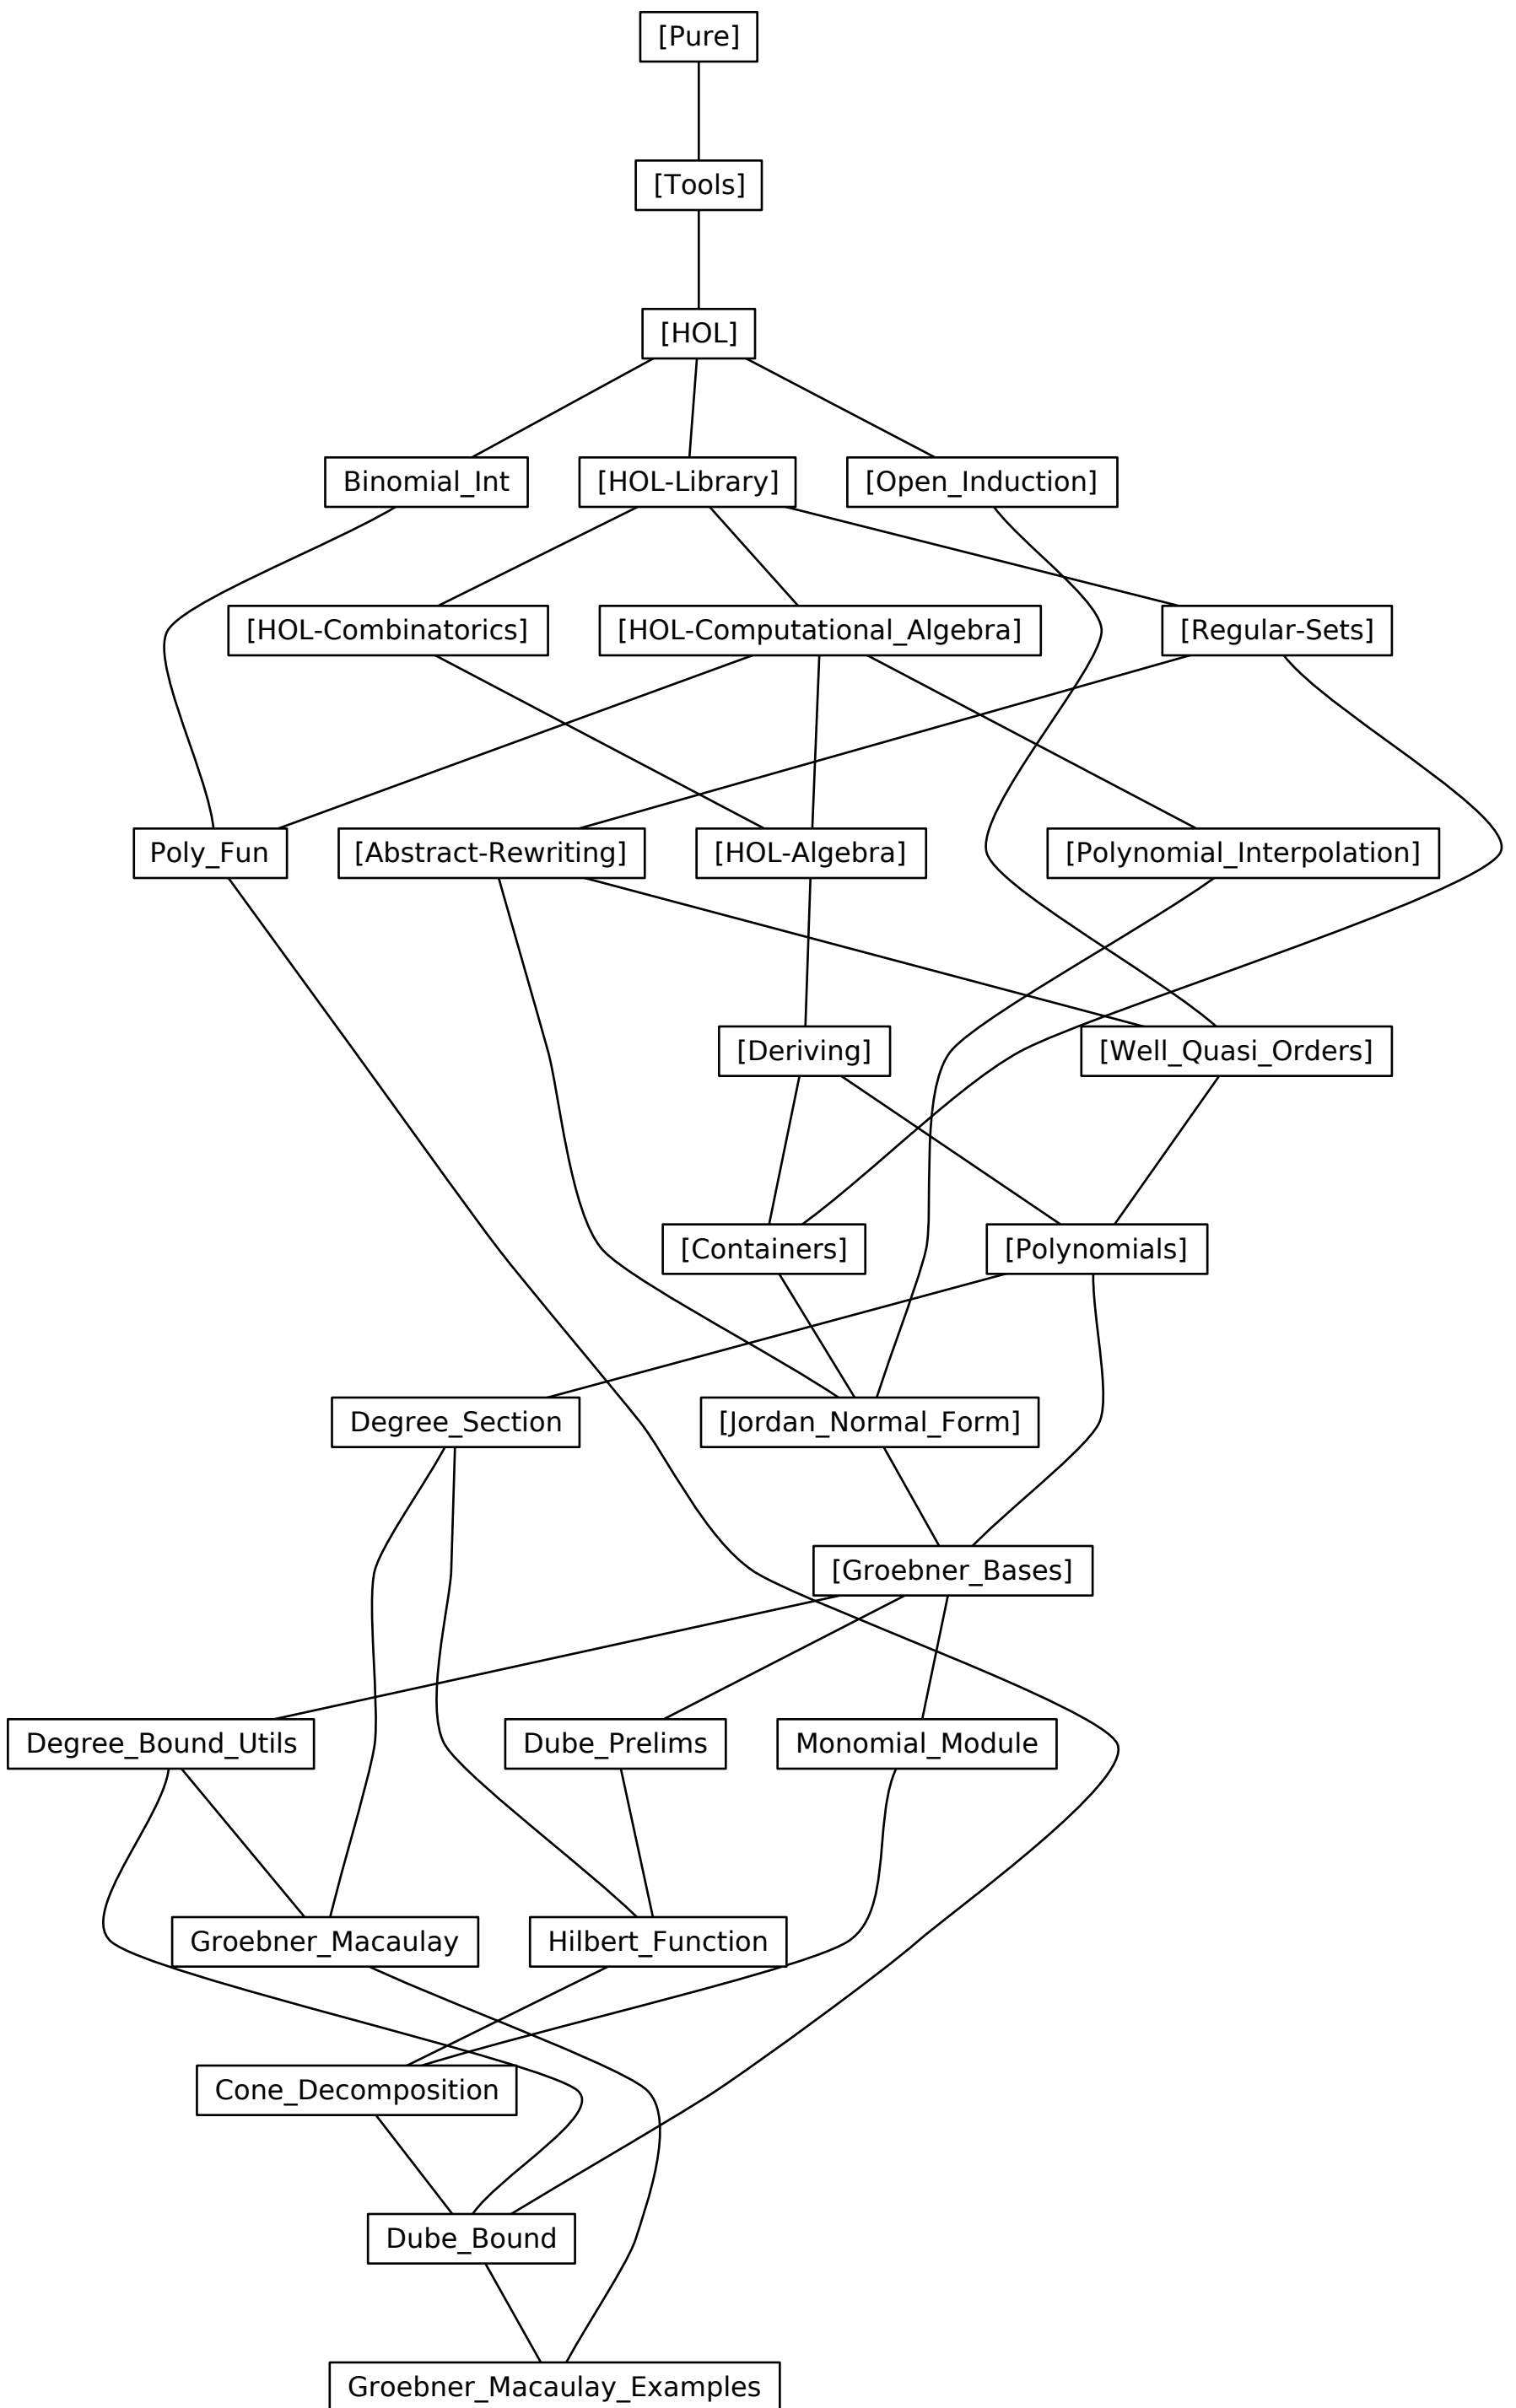 [Pure]
[Tools]
[HOL]
Binomial_Int
[HOL-Library]
[Open_Induction]
[HOL-Combinatorics]
[HOL-Computational_Algebra]
[Regular-Sets]
Poly_Fun
[Abstract-Rewriting]
[HOL-Algebra]
[Polynomial_Interpolation]
[Deriving]
[Well_Quasi_Orders]
[Containers]
[Polynomials]
Degree_Section
[Jordan_Normal_Form]
[Groebner_Bases]
Degree_Bound_Utils
Dube_Prelims
Monomial_Module
Groebner_Macaulay
Hilbert_Function
Cone_Decomposition
Dube_Bound
Groebner_Macaulay_Examples